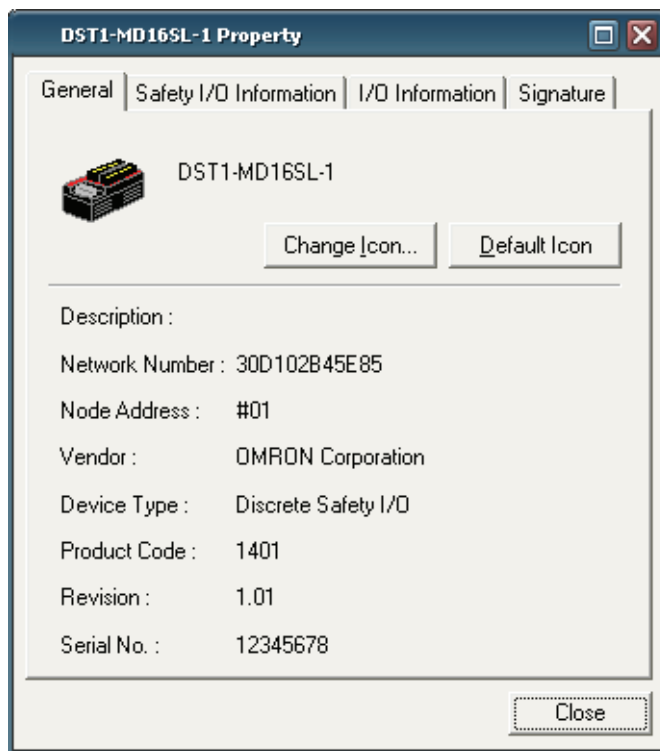 DST1-MD16SL-1 Property
General Safety I/O Information I/O Information Signature
DST1-MD16SL-1
Change Icon... Default Icon
Description :
Network Number : 30D102B45E85
Node Address : #01
Vendor : OMRON Corporation
Device Type : Discrete Safety I/O
Product Code : 1401
Revision : 1.01
Serial No. : 12345678
Close